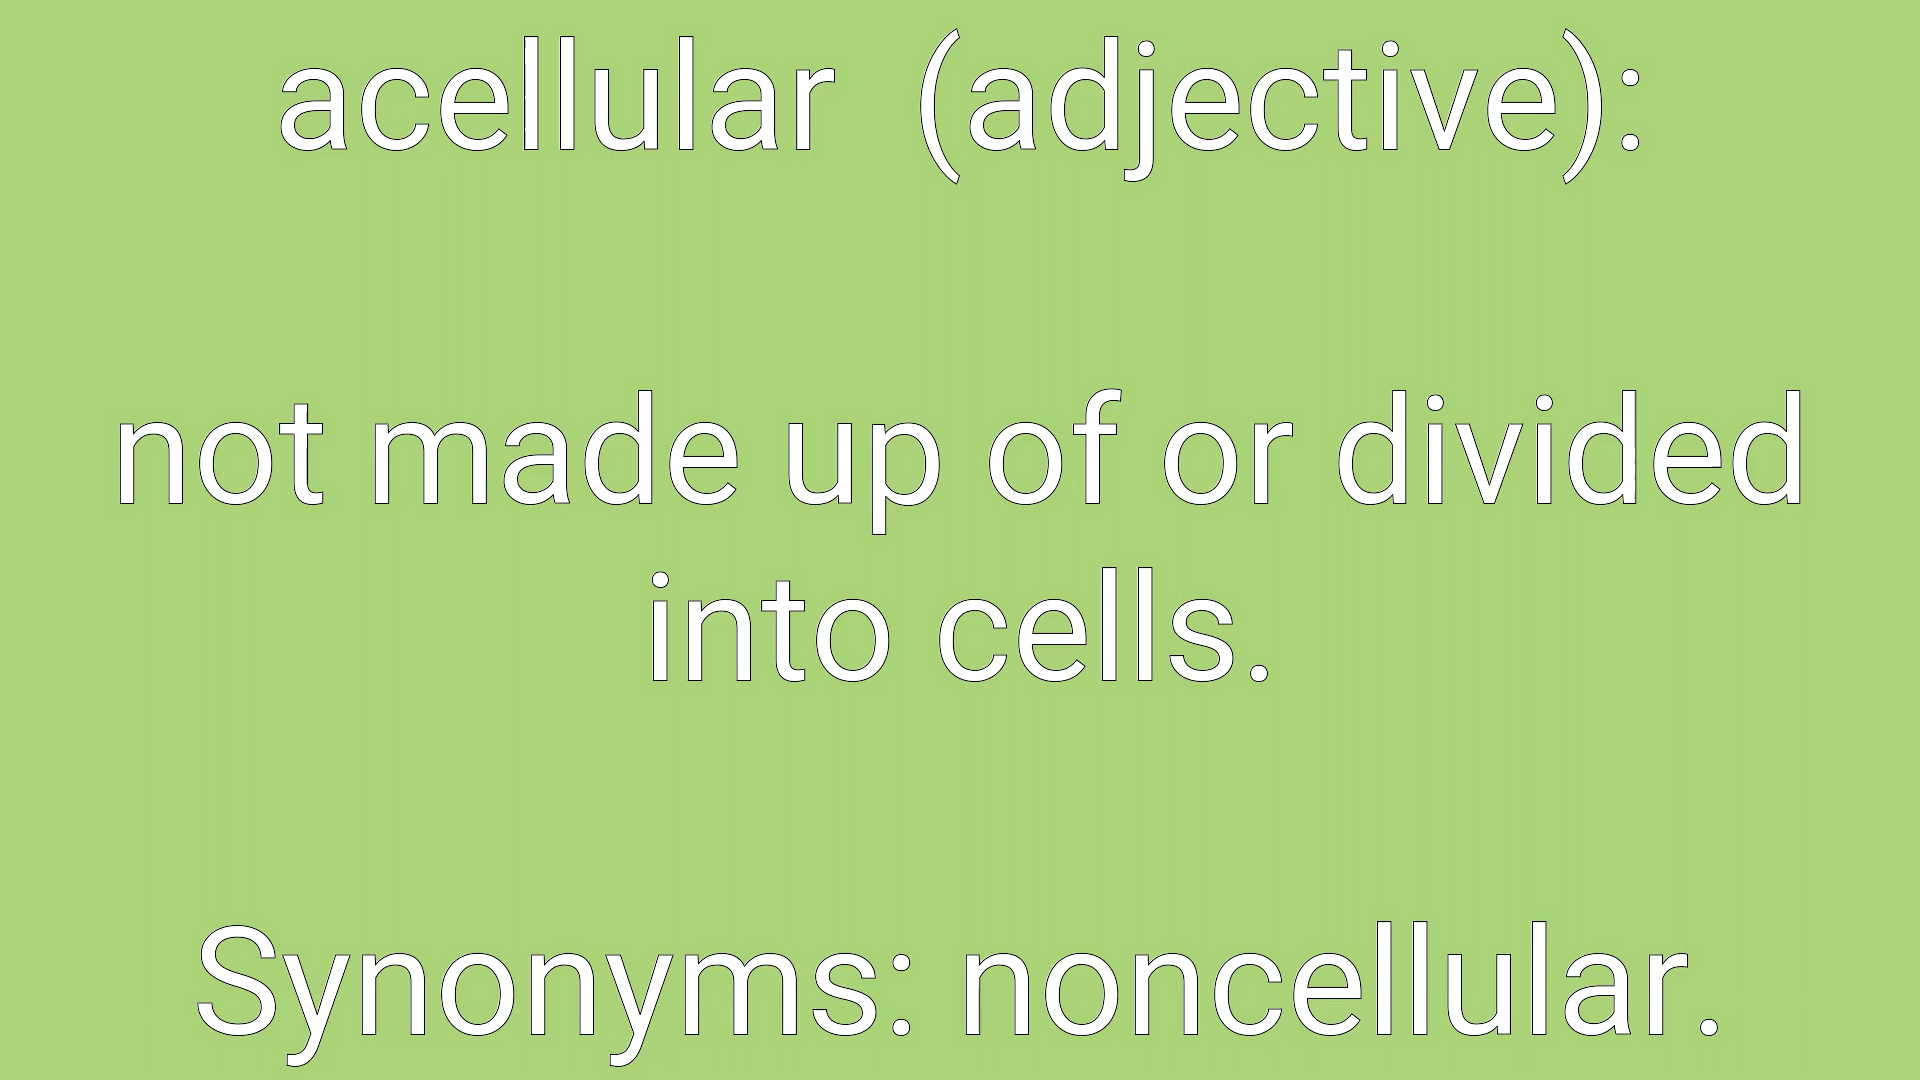 acellular (adjective):
not made up of or divided
into cells.
Synonyms: noncellular.